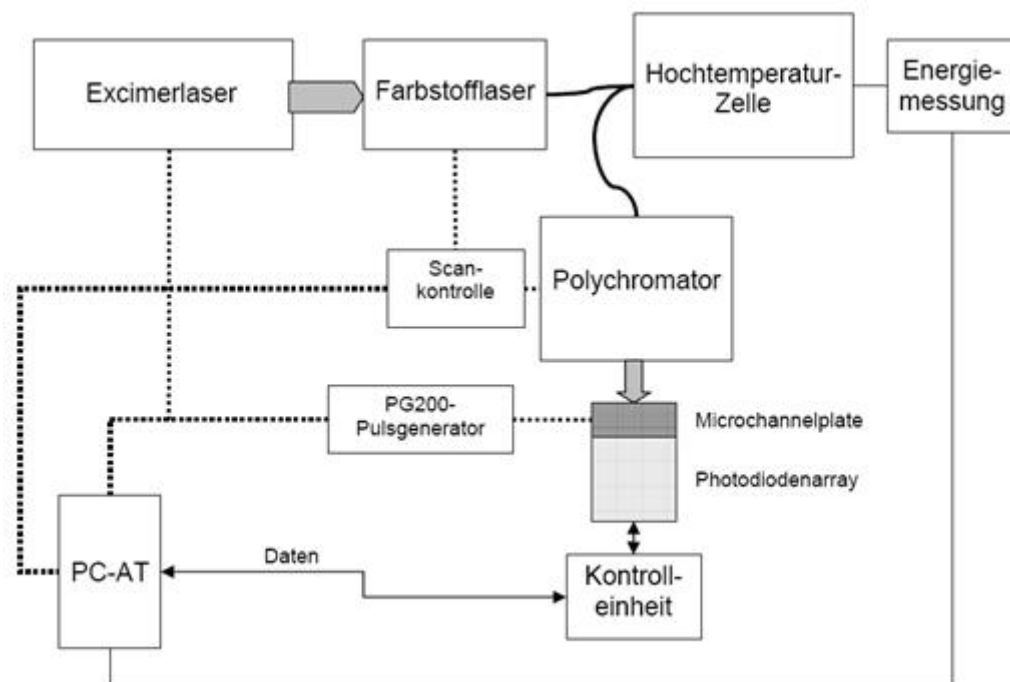 Excimerlaser
Farbstofflaser
Hochtemperatur-
Zelle
Energie-
messung
Scan-
kontrolle
Polychromator
PG200-
Pulsgenerator
Microchannelplate
Photodiodenarray
PC-AT
Daten
Kontroll-
einheit